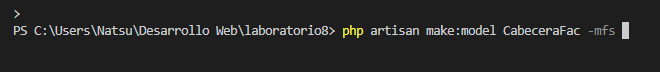 >
PS C:\Users\Natsu\Desarrollo Web\laboratorio8> php artisan make:model CabeceraFac -mfs